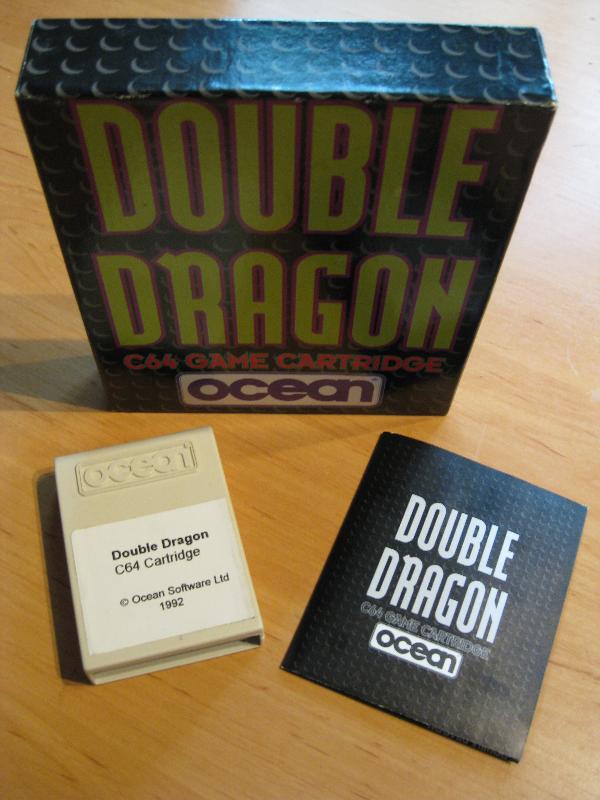 DOUBLE
DRAGON
C64 GAME CARTRIDGE
ocean
ocean
Double Dragon
C64 Cartridge
© Ocean Software Ltd
1992
DOUBLE
DRAGON
C64 GAME CARTRIDGE
ocean